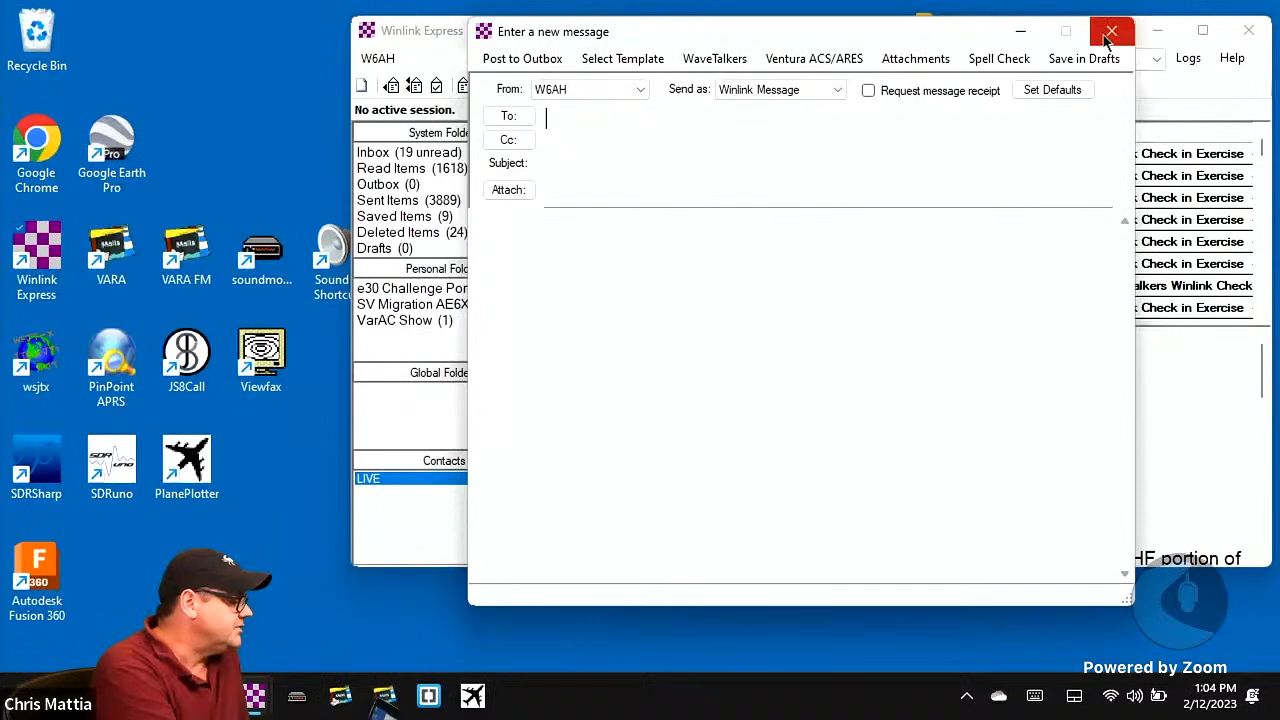 Recycle Bin
Google Chrome
Google Earth Pro
Winlink Express
VARA
VARA FM
soundmo...
Sound
Shortcu
wsjtx
PinPoint APRS
JS8Call
Viewfax
SDRSharp
SDRuno
PlanePlotter
Autodesk Fusion 360
Winlink Express
W6AH
No active session.
System Folde
Inbox (19 unread)
Read Items (1618)
Outbox (0)
Sent Items (3889)
Saved Items (9)
Deleted Items (24)
Drafts (0)
Personal Fold
e30 Challenge Por
SV Migration AE6X
VarAC Show (1)
Global Folde
Contacts
LIVE
Enter a new message
Post to Outbox Select Template WaveTalkers Ventura ACS/ARES Attachments Spell Check Save in Drafts
From: W6AH Send as: Winlink Message Request message receipt Set Defaults
To:
Cc:
Subject:
Attach:
Logs Help
k Check in Exercise
k Check in Exercise
k Check in Exercise
k Check in Exercise
k Check in Exercise
k Check in Exercise
alkers Winlink Check
k Check in Exercise
HF portion of
Powered by Zoom
Chris Mattia
1:04 PM
2/12/2023